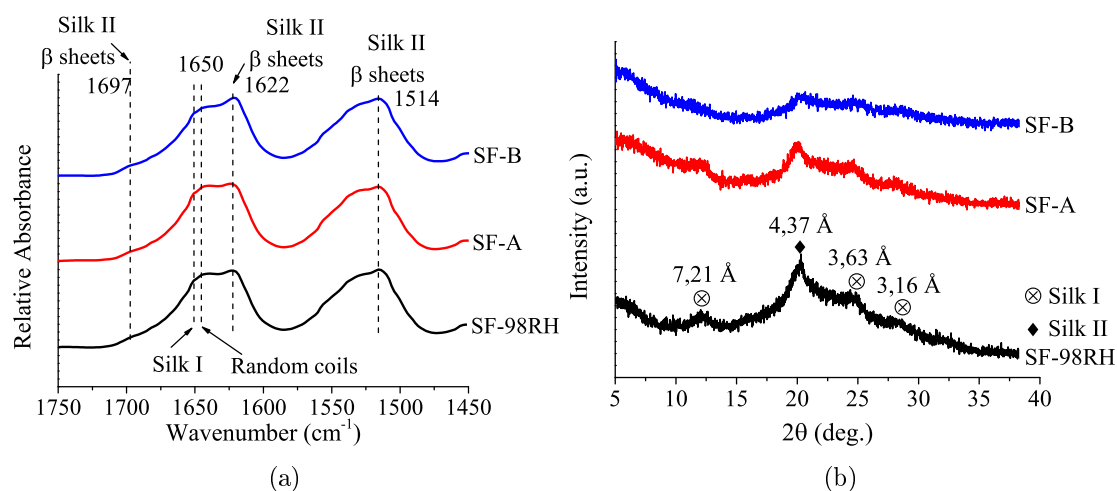 Silk II
β sheets
1697
1650
Silk II
β sheets
1622
Silk II
β sheets
1514
SF-B
SF-A
SF-98RH
Silk I
Random coils
Relative Absorbance
1750
1700
1650
1600
1550
1500
1450
Wavenumber (cm⁻¹)
(a)
SF-B
SF-A
4,37 Å
7,21 Å
3,63 Å
3,16 Å
Silk I
Silk II
SF-98RH
Intensity (a.u.)
5
10
15
20
25
30
35
40
2θ (deg.)
(b)